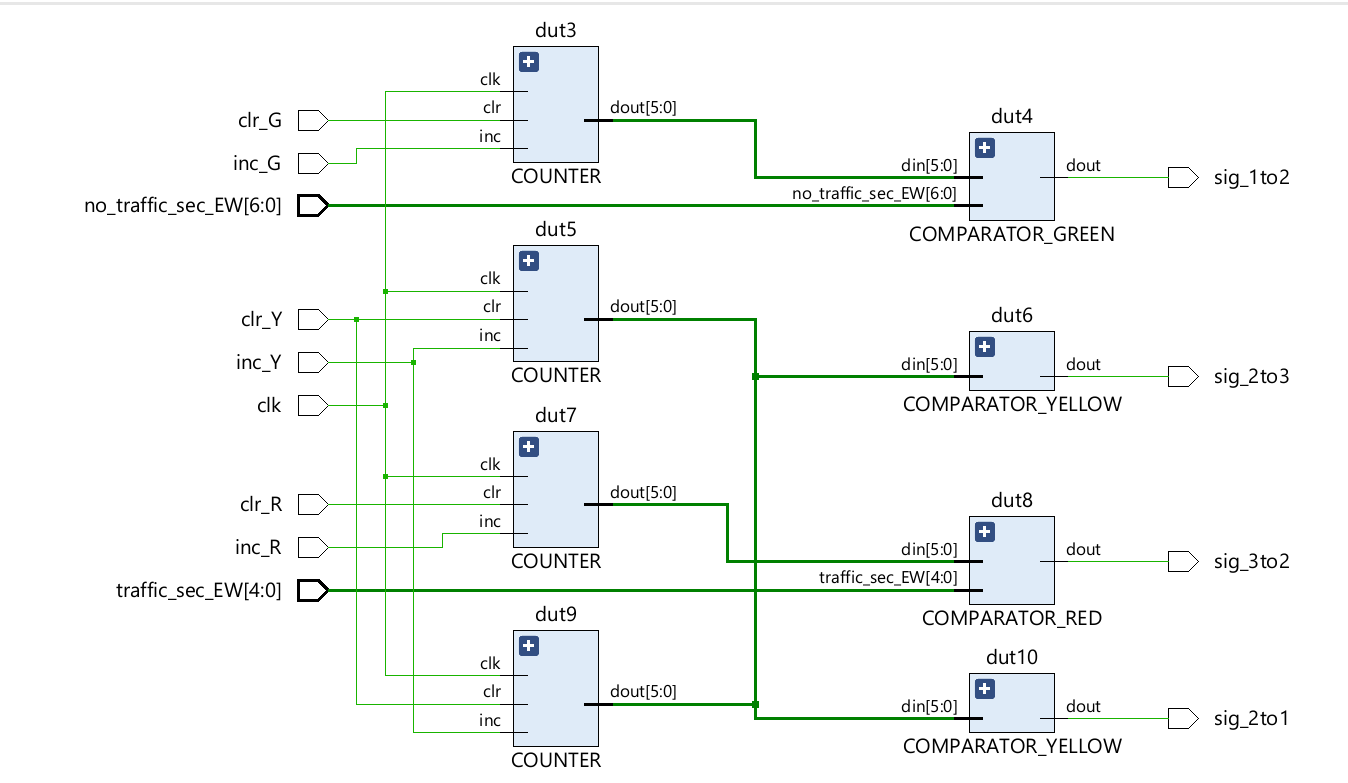 dut3
clk
clr
inc
dout[5:0]
COUNTER
clr_G
inc_G
no_traffic_sec_EW[6:0]
dut4
din[5:0]
no_traffic_sec_EW[6:0]
dout
COMPARATOR_GREEN
sig_1to2
dut5
clk
clr
inc
dout[5:0]
COUNTER
clr_Y
inc_Y
clk
dut6
din[5:0]
dout
COMPARATOR_YELLOW
sig_2to3
dut7
clk
clr
inc
dout[5:0]
COUNTER
clr_R
inc_R
traffic_sec_EW[4:0]
dut8
din[5:0]
traffic_sec_EW[4:0]
dout
COMPARATOR_RED
sig_3to2
dut9
clk
clr
inc
dout[5:0]
COUNTER
dut10
din[5:0]
dout
COMPARATOR_YELLOW
sig_2to1